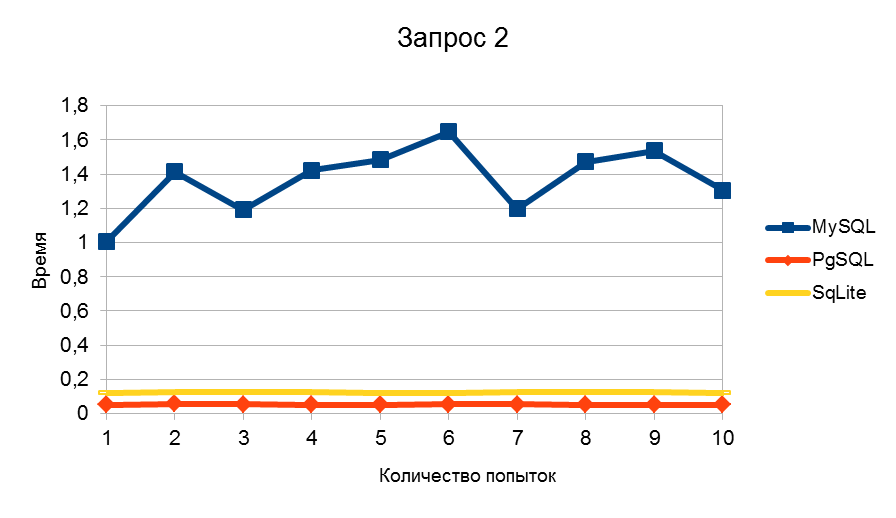 Запрос 2
1,8
1,6
1,4
1,2
1
0,8
0,6
0,4
0,2
0
Время
1 2 3 4 5 6 7 8 9 10
Количество попыток
MySQL
PgSQL
SqLite